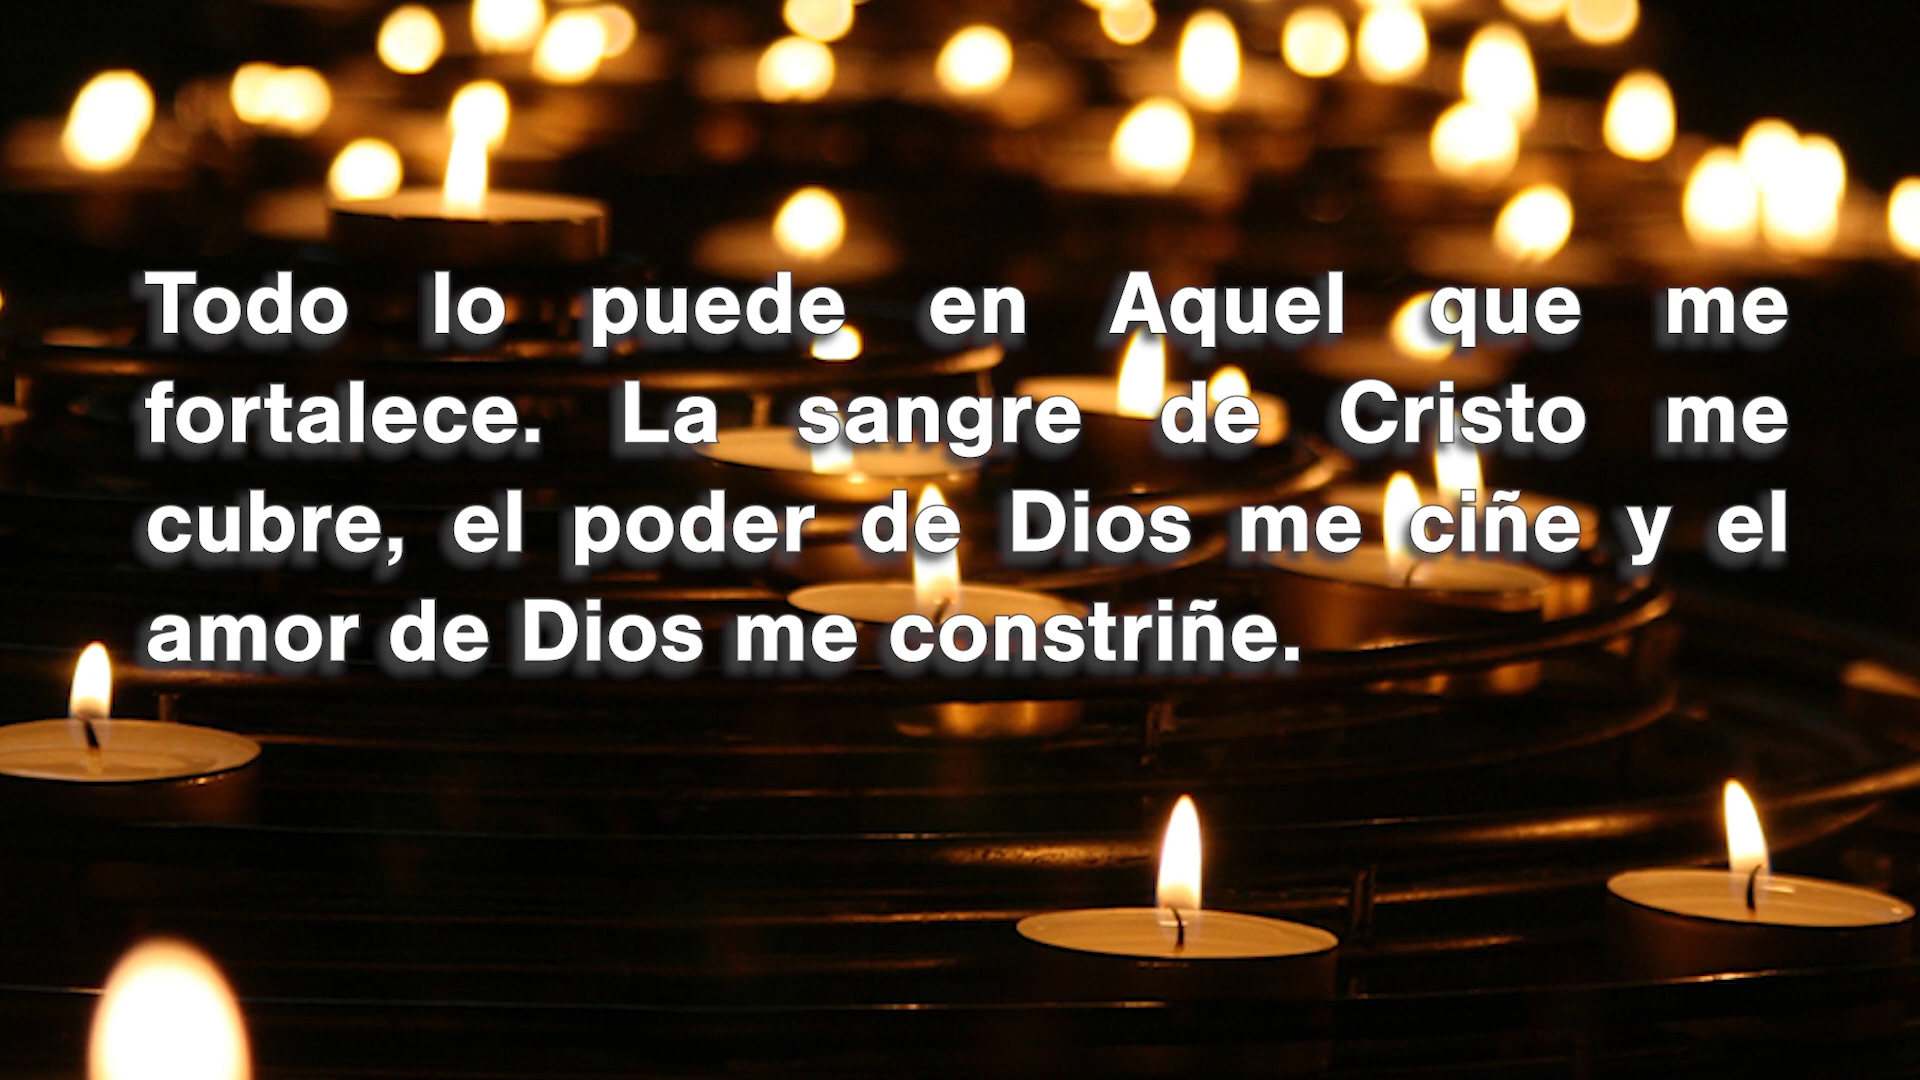 Todo lo puede en Aquel que me
fortalece. La sangre de Cristo me
cubre, el poder de Dios me ciñe y el
amor de Dios me constriñe.